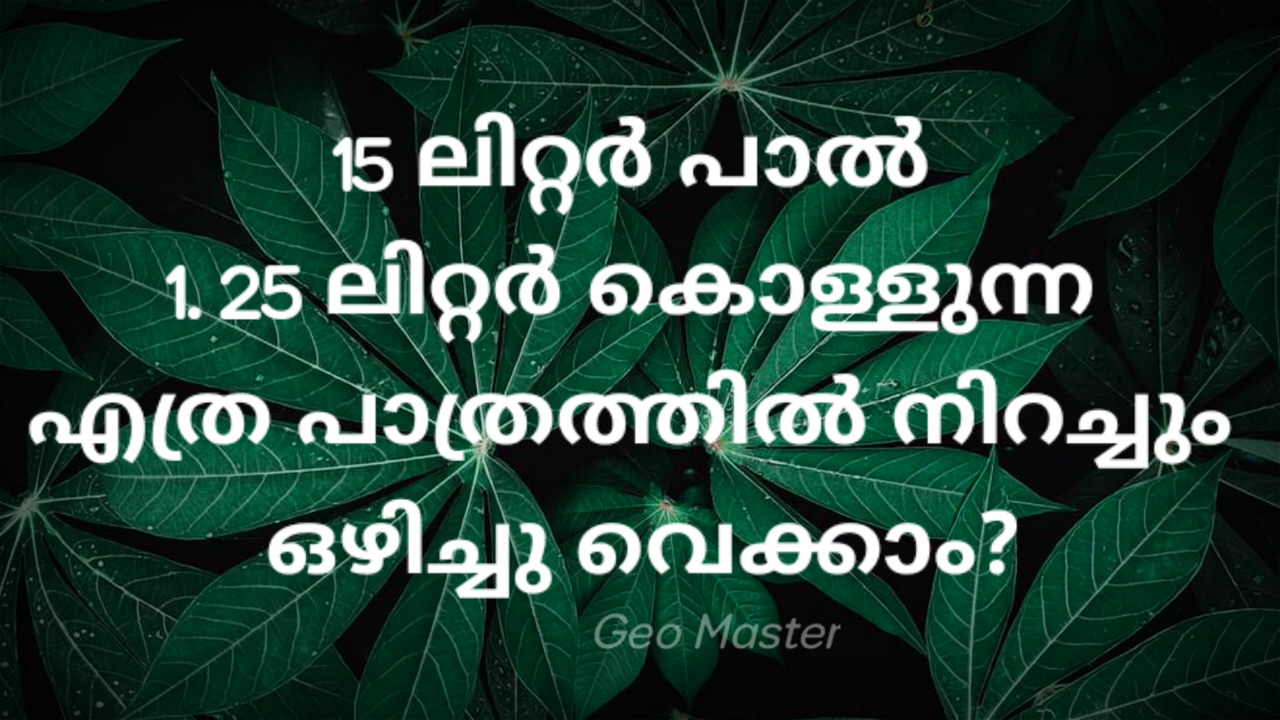 15 ലിറ്റർ പാൽ
1. 25 ലിറ്റർ കൊള്ളുന്ന
എത്ര പാത്രത്തിൽ നിറച്ചും
ഒഴിച്ചു വെക്കാം?
Geo Master